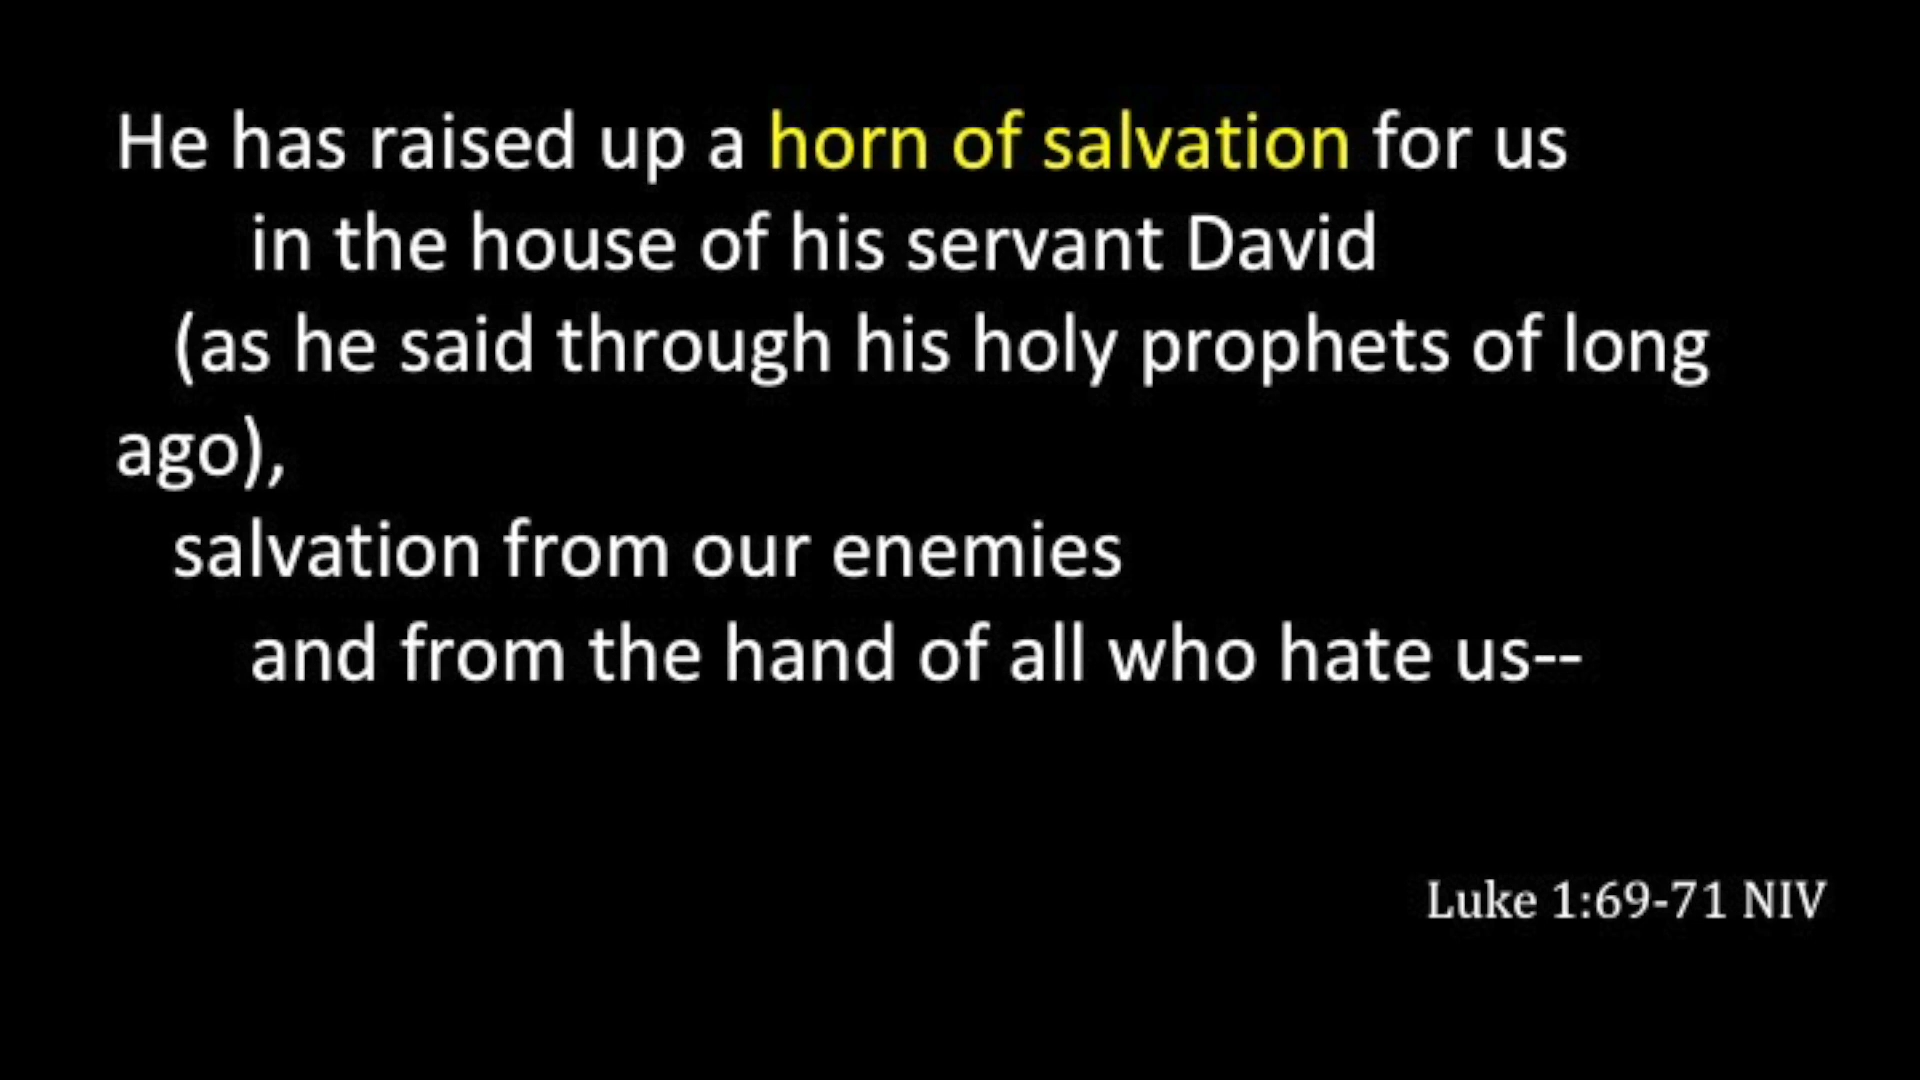 He has raised up a horn of salvation for us
in the house of his servant David
(as he said through his holy prophets of long
ago),
salvation from our enemies
and from the hand of all who hate us--
Luke 1:69-71 NIV